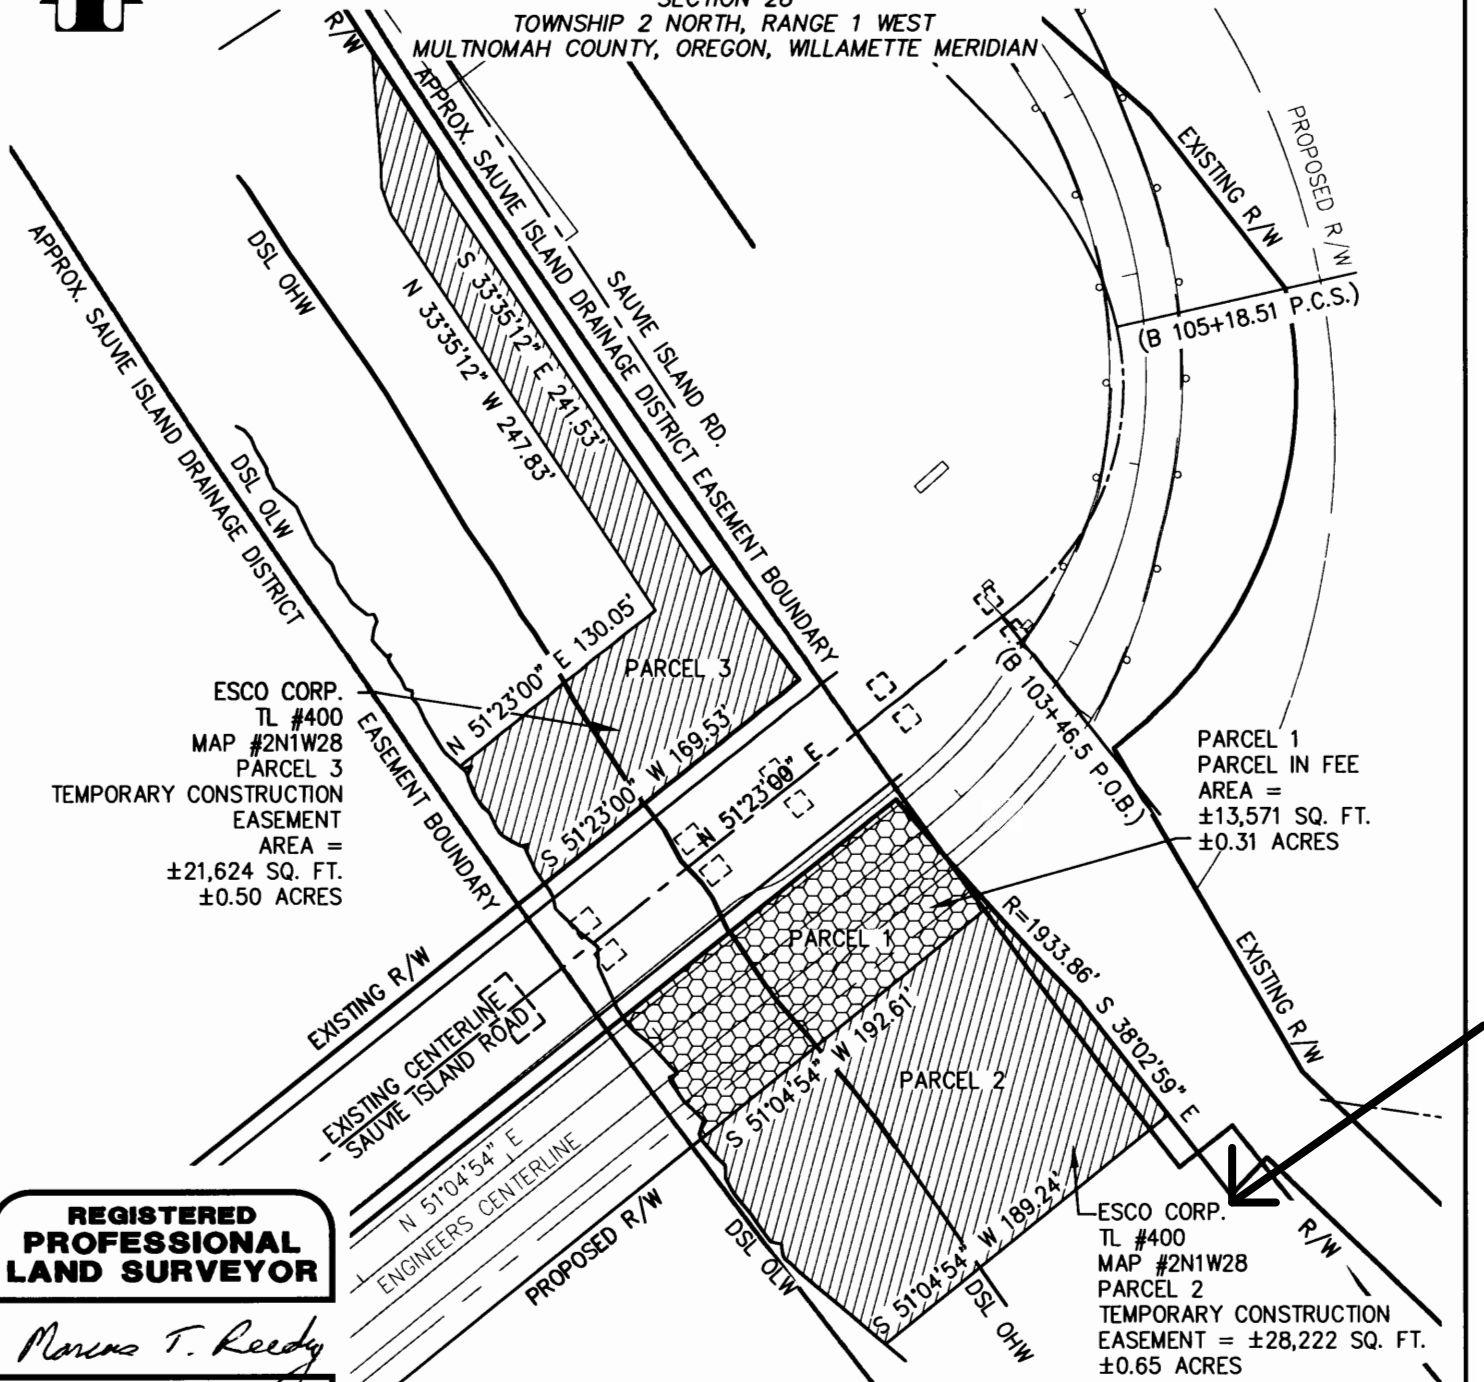 SECTION 28
TOWNSHIP 2 NORTH, RANGE 1 WEST
MULTNOMAH COUNTY, OREGON, WILLAMETTE MERIDIAN
R/W
APPROX. SAUVIE ISLAND DRAINAGE DISTRICT EASEMENT BOUNDARY
SAUVIE ISLAND RD.
EXISTING R/W
PROPOSED R/W
(B 105+18.51 P.C.S.)
APPROX. SAUVIE ISLAND DRAINAGE DISTRICT
EASEMENT BOUNDARY
DSL OHW
DSL OLW
S 33°35'12" E 241.53'
N 33°35'12" W 247.83'
N 51°23'00" E 130.05'
PARCEL 3
S 51°23'00" W 169.53'
ESCO CORP.
TL #400
MAP #2N1W28
PARCEL 3
TEMPORARY CONSTRUCTION
EASEMENT
AREA =
±21,624 SQ. FT.
±0.50 ACRES
N 51°23'00" E
(B 103+46.5 P.O.B.)
PARCEL 1
PARCEL IN FEE
AREA =
±13,571 SQ. FT.
±0.31 ACRES
PARCEL 1
R=1933.86'
S 38°02'59" E
EXISTING R/W
EXISTING R/W
EXISTING CENTERLINE
SAUVIE ISLAND ROAD
S 51°04'54" W 192.61'
PARCEL 2
N 51°04'54" E
ENGINEERS CENTERLINE
PROPOSED R/W
DSL OLW
S 51°04'54" W 189.24'
DSL OHW
R/W
ESCO CORP.
TL #400
MAP #2N1W28
PARCEL 2
TEMPORARY CONSTRUCTION
EASEMENT = ±28,222 SQ. FT.
±0.65 ACRES
REGISTERED
PROFESSIONAL
LAND SURVEYOR
Marcus T. Reedy